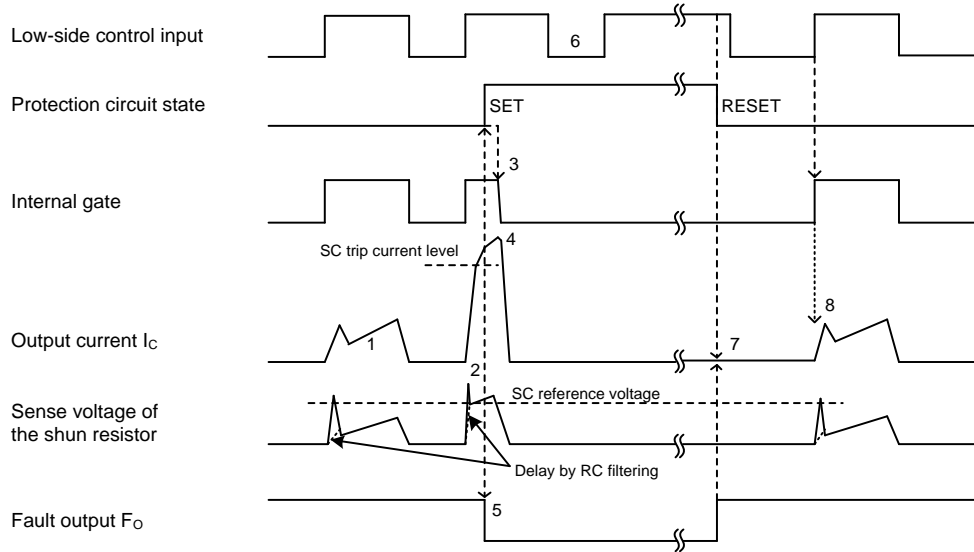 Low-side control input
6
Protection circuit state
SET
RESET
3
Internal gate
4
SC trip current level
8
Output current IC
1
7
2
SC reference voltage
Sense voltage of
the shun resistor
Delay by RC filtering
5
Fault output FO